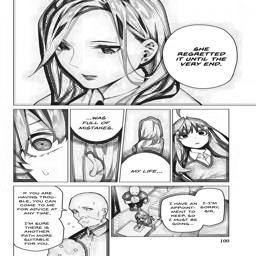 SHE
REGRETTED
IT UNTIL
THE VERY
END.
...WAS
FULL OF
MISTAKES.
MY LIFE...
I-I'M
SORRY,
SIR.
I HAVE AN
APPOINT-
MENT TO
KEEP, SO
I MUST
BE
GOING...
100
IF YOU ARE
HAVING TROU-
BLE, YOU CAN
COME TO ME
FOR ADVICE AT
ANY TIME.
I'M SURE
THERE IS
ANOTHER
PATH MORE
SUITABLE
FOR YOU.